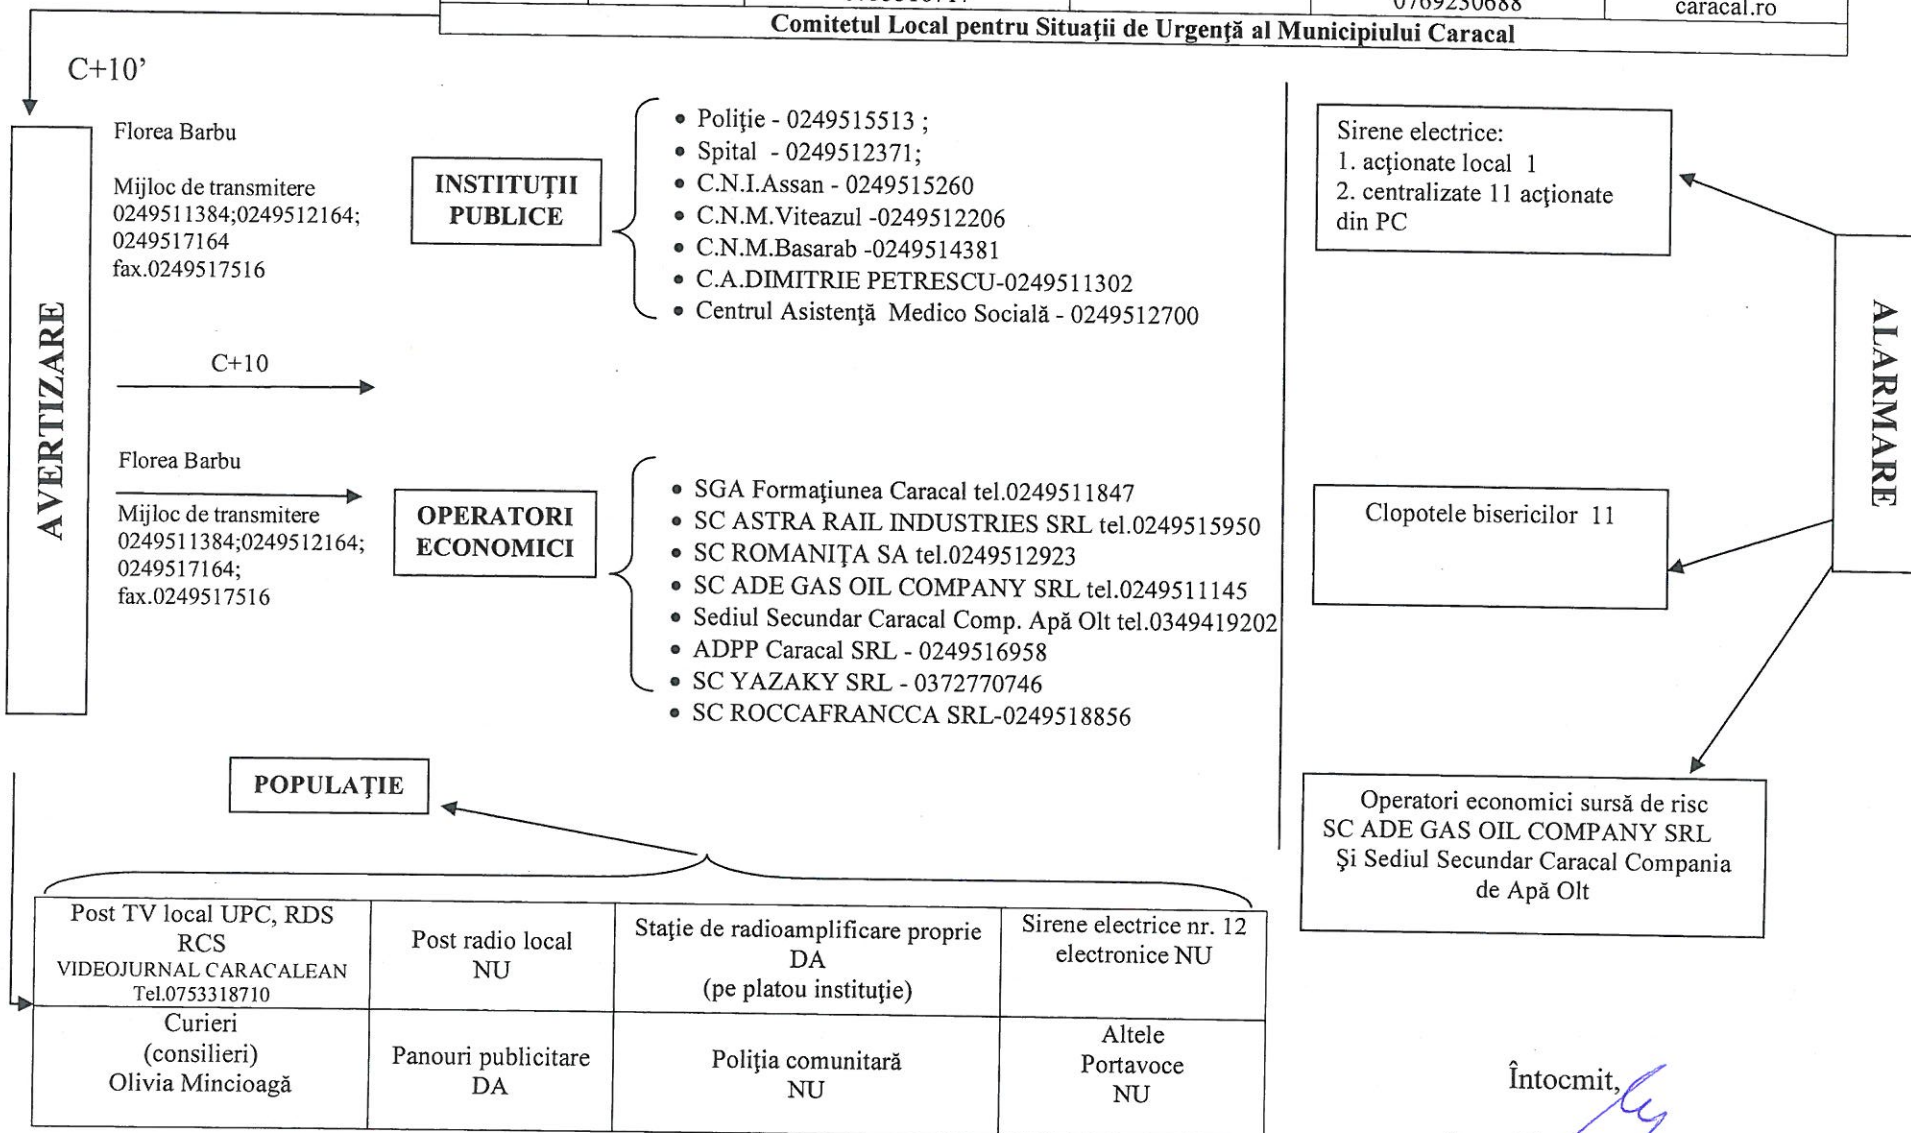 0769230688
caracal.ro
Comitetul Local pentru Situaţii de Urgenţă al Municipiului Caracal
C+10’
AVERTIZARE
Florea Barbu
Mijloc de transmitere
0249511384;0249512164;
0249517164
fax.0249517516
INSTITUŢII
PUBLICE
• Poliţie - 0249515513 ;
• Spital - 0249512371;
• C.N.I.Assan - 0249515260
• C.N.M.Viteazul -0249512206
• C.N.M.Basarab -0249514381
• C.A.DIMITRIE PETRESCU-0249511302
• Centrul Asistenţă Medico Socială - 0249512700
C+10
Florea Barbu
Mijloc de transmitere
0249511384;0249512164;
0249517164;
fax.0249517516
OPERATORI
ECONOMICI
• SGA Formaţiunea Caracal tel.0249511847
• SC ASTRA RAIL INDUSTRIES SRL tel.0249515950
• SC ROMANIŢA SA tel.0249512923
• SC ADE GAS OIL COMPANY SRL tel.0249511145
• Sediul Secundar Caracal Comp. Apă Olt tel.0349419202
• ADPP Caracal SRL - 0249516958
• SC YAZAKY SRL - 0372770746
• SC ROCCAFRANCCA SRL-0249518856
Sirene electrice:
1. acţionate local 1
2. centralizate 11 acţionate
din PC
ALARMARE
Clopotele bisericilor 11
Operatori economici sursă de risc
SC ADE GAS OIL COMPANY SRL
Şi Sediul Secundar Caracal Compania
de Apă Olt
POPULAŢIE
Post TV local UPC, RDS
RCS
VIDEOJURNAL CARACALEAN
Tel.0753318710
Post radio local
NU
Staţie de radioamplificare proprie
DA
(pe platou instituţie)
Sirene electrice nr. 12
electronice NU
Curieri
(consilieri)
Olivia Mincioagă
Panouri publicitare
DA
Poliţia comunitară
NU
Altele
Portavoce
NU
Întocmit,